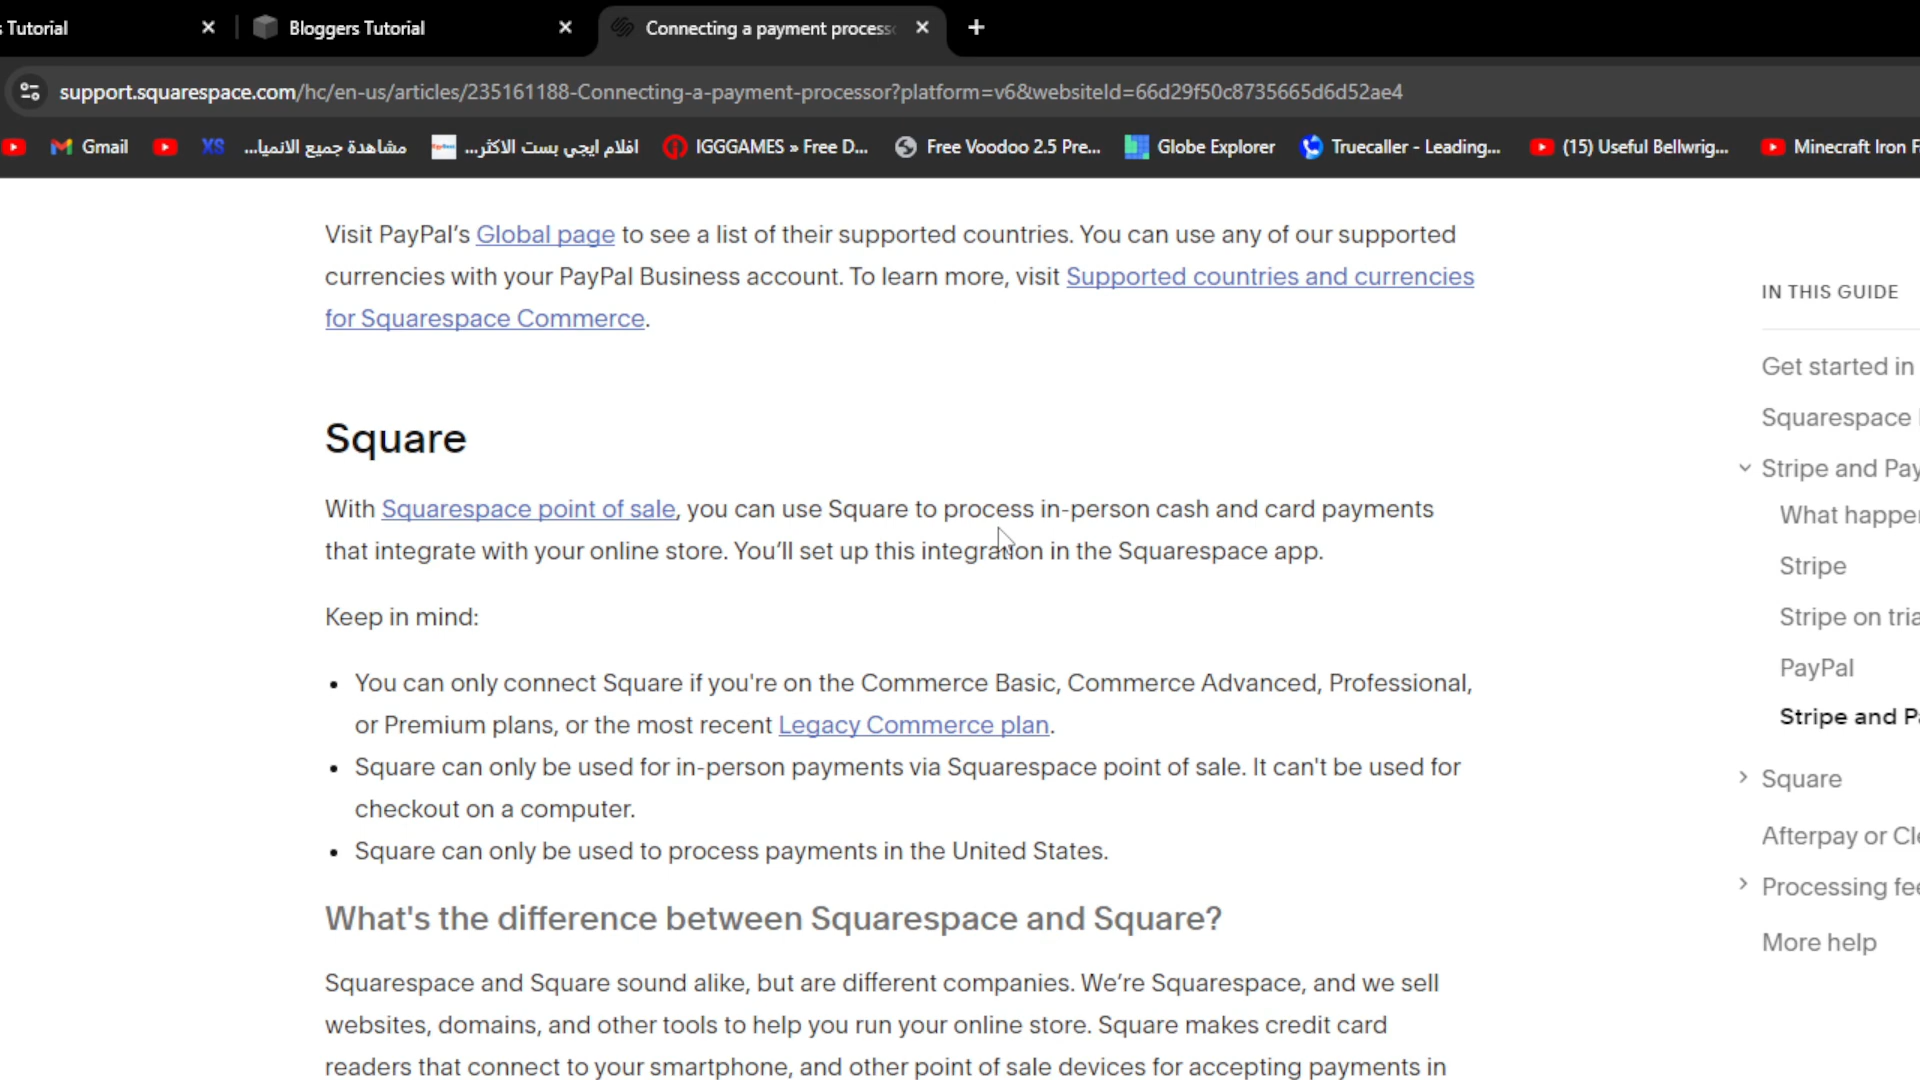 s Tutorial
Bloggers Tutorial
Connecting a payment process
support.squarespace.com/hc/en-us/articles/235161188-Connecting-a-payment-processor?platform=v6&websiteId=66d29f50c8735665d6d52ae4
Gmail
XS
مشاهدة جميع الانميا...
افلام ايجي بست الاكثر...
IGGGAMES » Free D...
Free Voodoo 2.5 Pre...
Globe Explorer
Truecaller - Leading...
(15) Useful Bellwrig...
Minecraft Iron F
Visit PayPal's Global page to see a list of their supported countries. You can use any of our supported
currencies with your PayPal Business account. To learn more, visit Supported countries and currencies
for Squarespace Commerce.
Square
With Squarespace point of sale, you can use Square to process in-person cash and card payments
that integrate with your online store. You'll set up this integration in the Squarespace app.
Keep in mind:
• You can only connect Square if you're on the Commerce Basic, Commerce Advanced, Professional,
or Premium plans, or the most recent Legacy Commerce plan.
• Square can only be used for in-person payments via Squarespace point of sale. It can't be used for
checkout on a computer.
• Square can only be used to process payments in the United States.
What's the difference between Squarespace and Square?
Squarespace and Square sound alike, but are different companies. We're Squarespace, and we sell
websites, domains, and other tools to help you run your online store. Square makes credit card
readers that connect to your smartphone, and other point of sale devices for accepting payments in
IN THIS GUIDE
Get started in
Squarespace
Stripe and Pay
What happen
Stripe
Stripe on tria
PayPal
Stripe and Pa
Square
Afterpay or Cle
Processing fee
More help